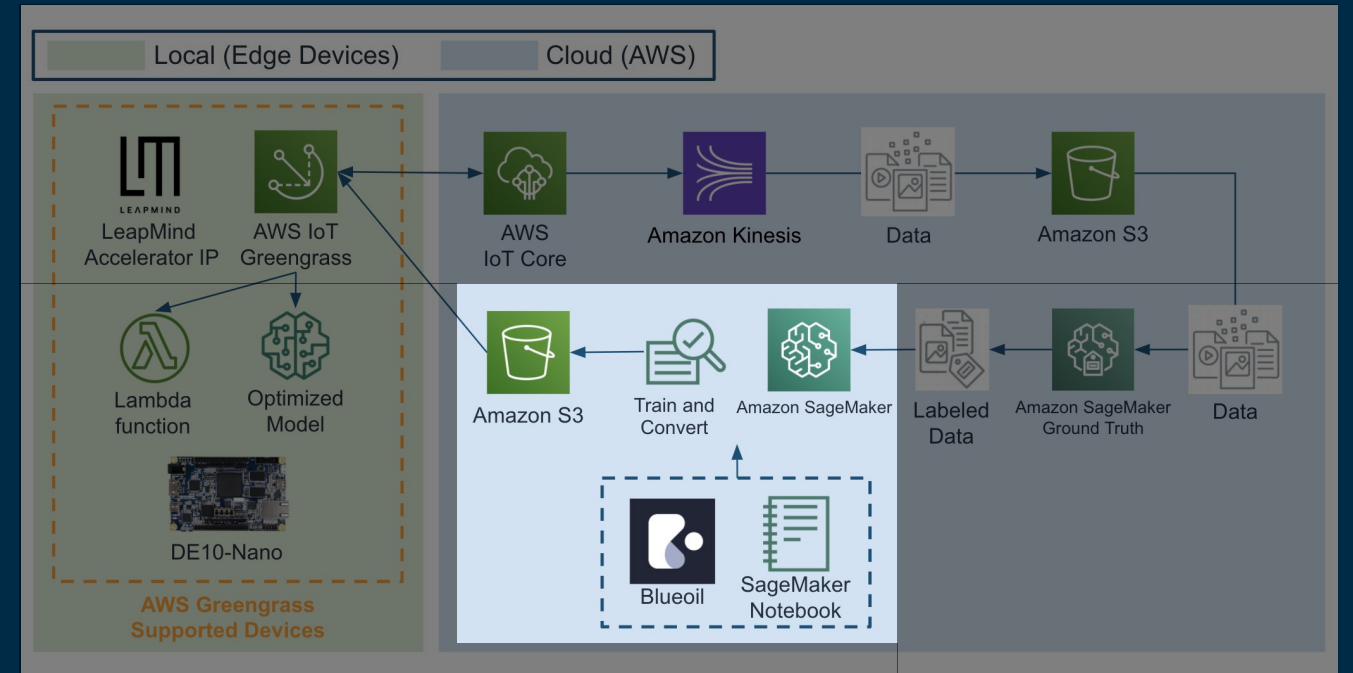 Local (Edge Devices)
Cloud (AWS)
LEAPMIND
LeapMind
Accelerator IP
AWS IoT
Greengrass
AWS
IoT Core
Amazon Kinesis
Data
Amazon S3
Lambda
function
Optimized
Model
Amazon S3
Train and
Convert
Amazon SageMaker
Labeled
Data
Amazon SageMaker
Ground Truth
Data
DE10-Nano
Blueoil
SageMaker
Notebook
AWS Greengrass
Supported Devices